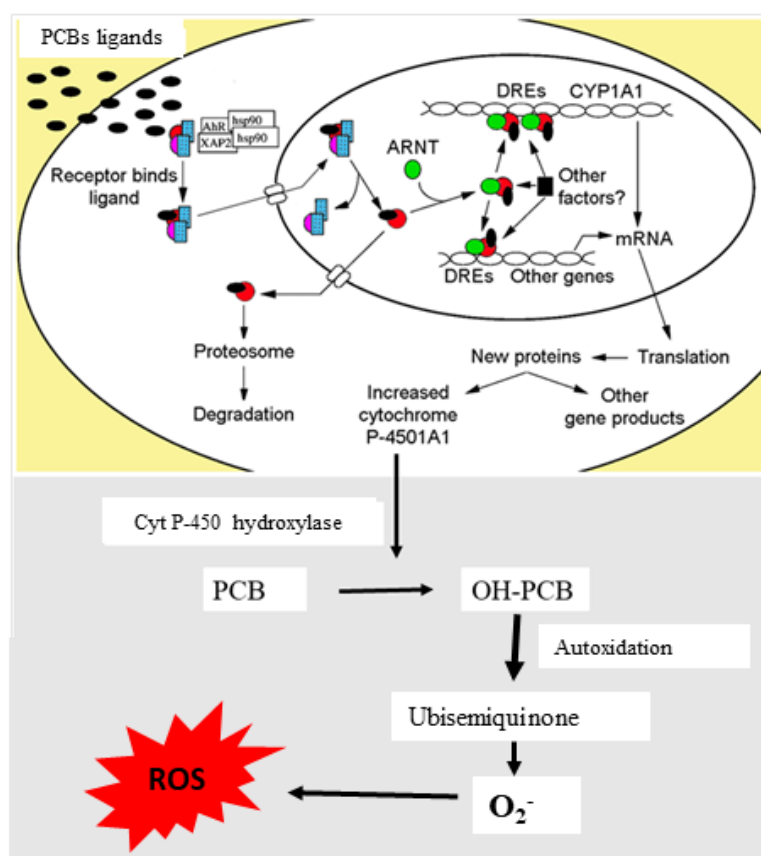 PCBs ligands
AhR
hsp90
XAP2
hsp90
Receptor binds
ligand
ARNT
DREs
CYP1A1
Other
factors?
mRNA
DREs
Other genes
Proteosome
Degradation
New proteins
Translation
Increased
cytochrome
P-4501A1
Other
gene products
Cyt P-450 hydroxylase
PCB
OH-PCB
Autoxidation
Ubisemiquinone
O₂⁻
ROS